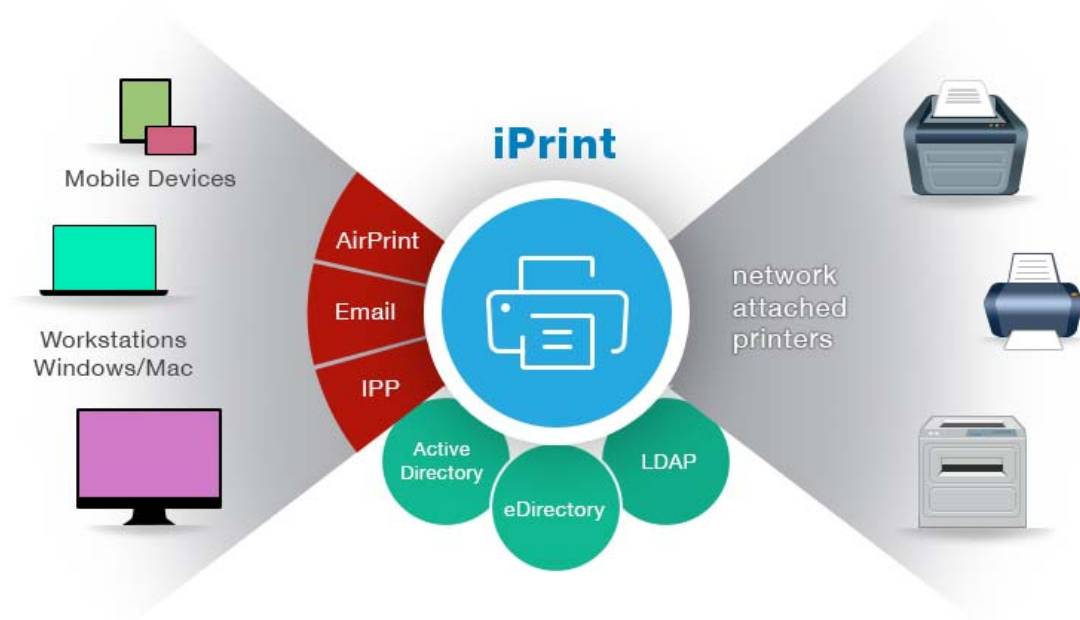 iPrint
Mobile Devices
Workstations
Windows/Mac
AirPrint
Email
IPP
Active
Directory
eDirectory
LDAP
network
attached
printers